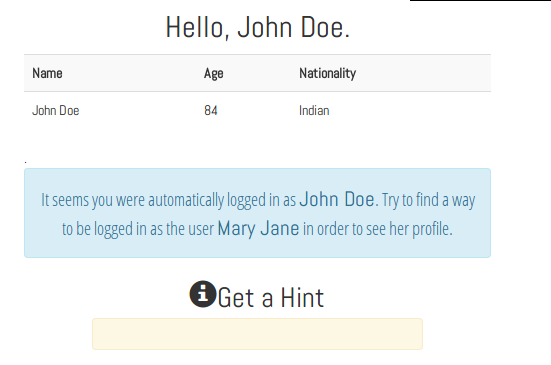 Hello, John Doe.
Name Age Nationality
John Doe 84 Indian
.
It seems you were automatically logged in as John Doe. Try to find a way
to be logged in as the user Mary Jane in order to see her profile.
Get a Hint